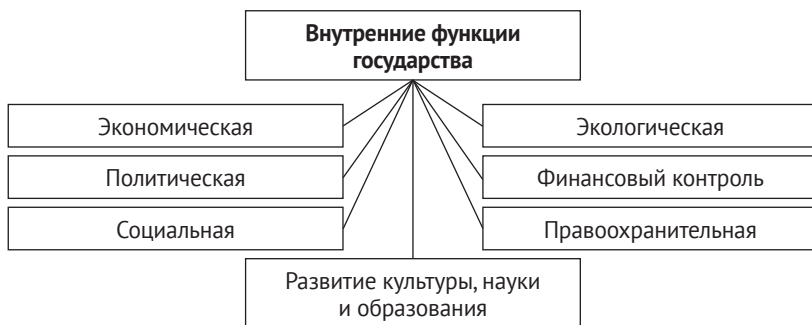 Внутренние функции
государства
Экономическая
Экологическая
Политическая
Финансовый контроль
Социальная
Правоохранительная
Развитие культуры, науки
и образования